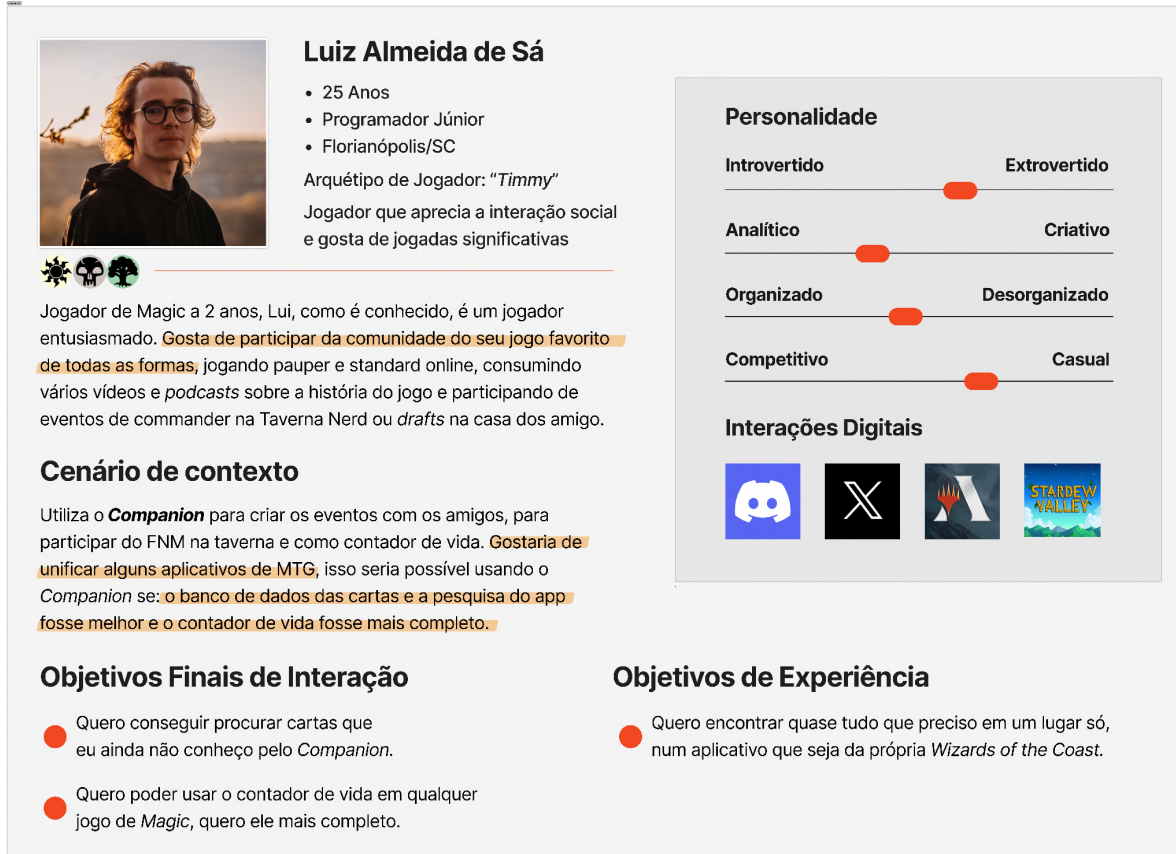 Luiz Almeida de Sá
• 25 Anos
• Programador Júnior
• Florianópolis/SC
Arquétipo de Jogador: “Timmy”
Jogador que aprecia a interação social
e gosta de jogadas significativas
Jogador de Magic a 2 anos, Lui, como é conhecido, é um jogador
entusiasmado. Gosta de participar da comunidade do seu jogo favorito
de todas as formas, jogando pauper e standard online, consumindo
vários vídeos e podcasts sobre a história do jogo e participando de
eventos de commander na Taverna Nerd ou drafts na casa dos amigo.
Cenário de contexto
Utiliza o Companion para criar os eventos com os amigos, para
participar do FNM na taverna e como contador de vida. Gostaria de
unificar alguns aplicativos de MTG, isso seria possível usando o
Companion se: o banco de dados das cartas e a pesquisa do app
fosse melhor e o contador de vida fosse mais completo.
Personalidade
Introvertido Extrovertido
Analítico Criativo
Organizado Desorganizado
Competitivo Casual
Interações Digitais
STARDEW
VALLEY
Objetivos Finais de Interação
Quero conseguir procurar cartas que
eu ainda não conheço pelo Companion.
Quero poder usar o contador de vida em qualquer
jogo de Magic, quero ele mais completo.
Objetivos de Experiência
Quero encontrar quase tudo que preciso em um lugar só,
num aplicativo que seja da própria Wizards of the Coast.